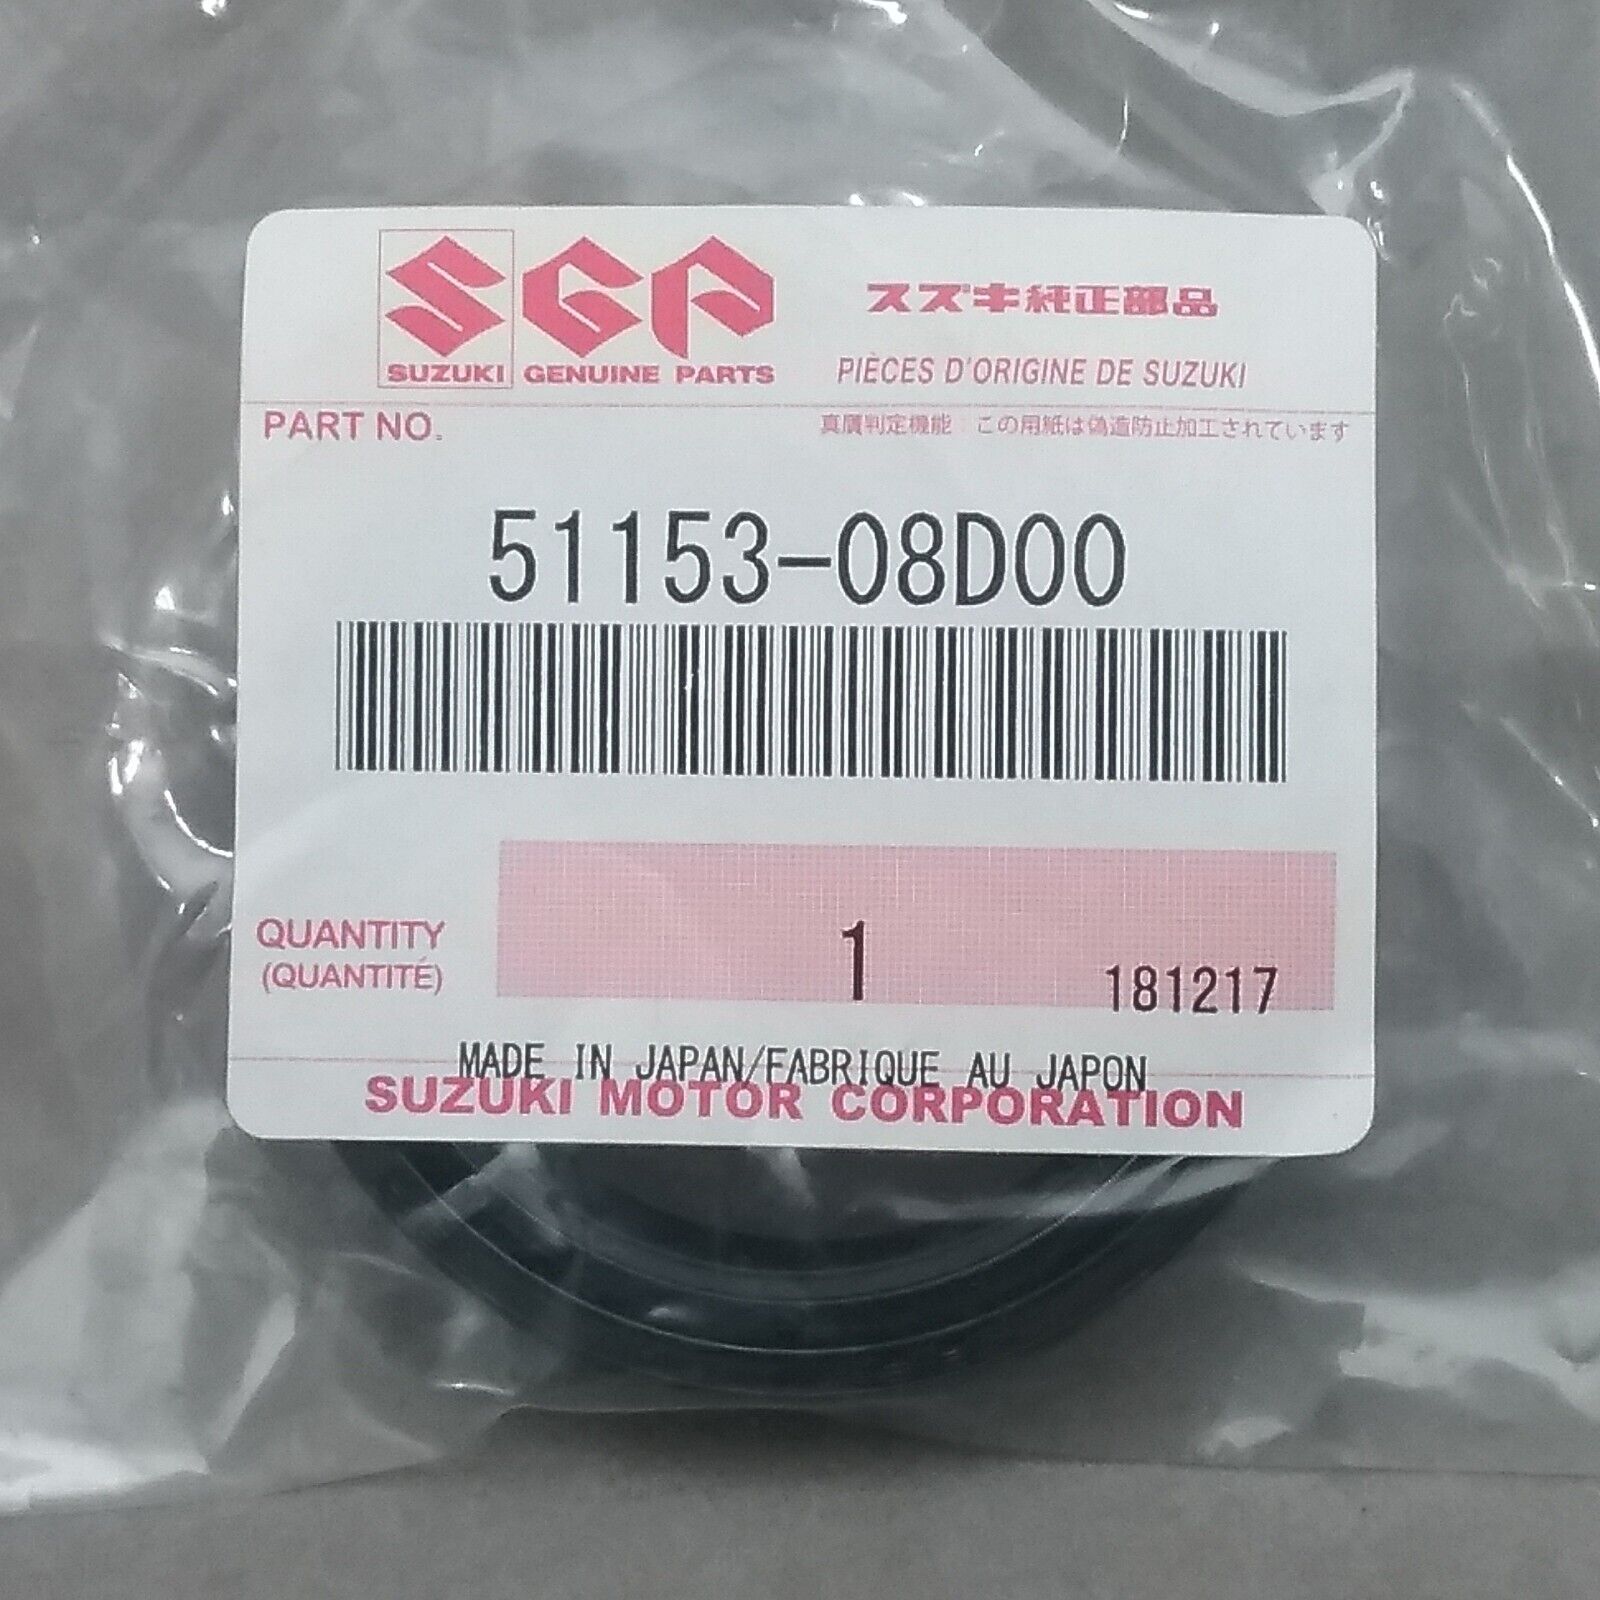 SGP
スズキ純正部品
SUZUKI GENUINE PARTS
PIÈCES D'ORIGINE DE SUZUKI
PART NO.
真贋判定機能 この用紙は偽造防止加工されています
51153-08D00
QUANTITY
(QUANTITÉ)
1
181217
MADE IN JAPAN/FABRIQUE AU JAPON
SUZUKI MOTOR CORPORATION